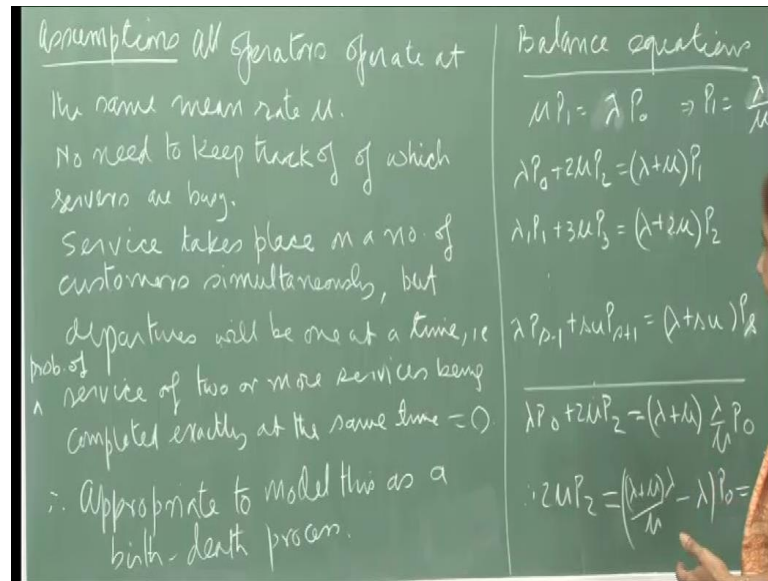 Assumptions All operators operate at
the same mean rate μ.
No need to keep track of of which
servers are busy.
Service takes place on a no. of
customers simultaneously, but
departures will be one at a time, ie
prob. of
^ service of two or more services being
completed exactly at the same time = 0.
∴ Appropriate to model this as a
birth-death process.
Balance equations
μP₁ = λP₀ ⇒ P₁ = λ/μ
λP₀ + 2μP₂ = (λ+μ)P₁
λ₁P₁ + 3μP₃ = (λ+2μ)P₂
⋮
λP_{s-1} + sμP_{s+1} = (λ+sμ)P_s
λP₀ + 2μP₂ = (λ+μ) λ/μ P₀
∴ 2μP₂ = ((λ+μ)λ/μ - λ)P₀ =